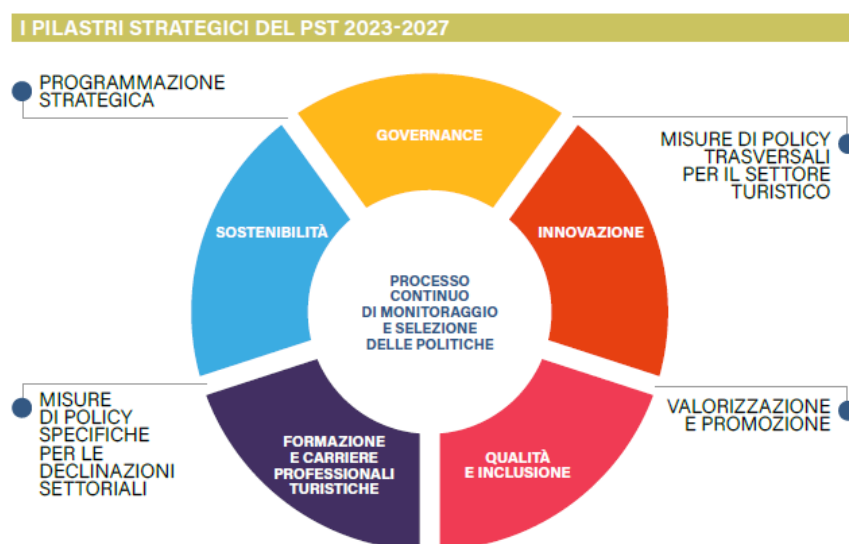 I PILASTRI STRATEGICI DEL PST 2023-2027
PROGRAMMAZIONE
STRATEGICA
GOVERNANCE
MISURE DI POLICY
TRASVERSALI
PER IL SETTORE
TURISTICO
SOSTENIBILITÀ
INNOVAZIONE
PROCESSO
CONTINUO
DI MONITORAGGIO
E SELEZIONE
DELLE POLITICHE
MISURE
DI POLICY
SPECIFICHE
PER LE
DECLINAZIONI
SETTORIALI
FORMAZIONE
E CARRIERE
PROFESSIONALI
TURISTICHE
QUALITÀ
E INCLUSIONE
VALORIZZAZIONE
E PROMOZIONE